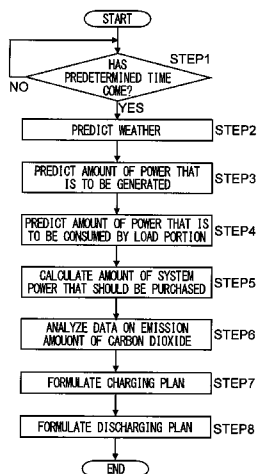 START
STEP1
HAS
PREDETERMINED TIME
COME?
NO
YES
PREDICT WEATHER
STEP2
PREDICT AMOUNT OF POWER THAT
IS TO BE GENERATED
STEP3
PREDICT AMOUNT OF POWER THAT IS
TO BE CONSUMED BY LOAD PORTION
STEP4
CALCULATE AMOUNT OF SYSTEM
POWER THAT SHOULD BE PURCHASED
STEP5
ANALYZE DATA ON EMISSION
AMOUONT OF CARBON DIOXIDE
STEP6
FORMULATE CHARGING PLAN
STEP7
FORMULATE DISCHARGING PLAN
STEP8
END